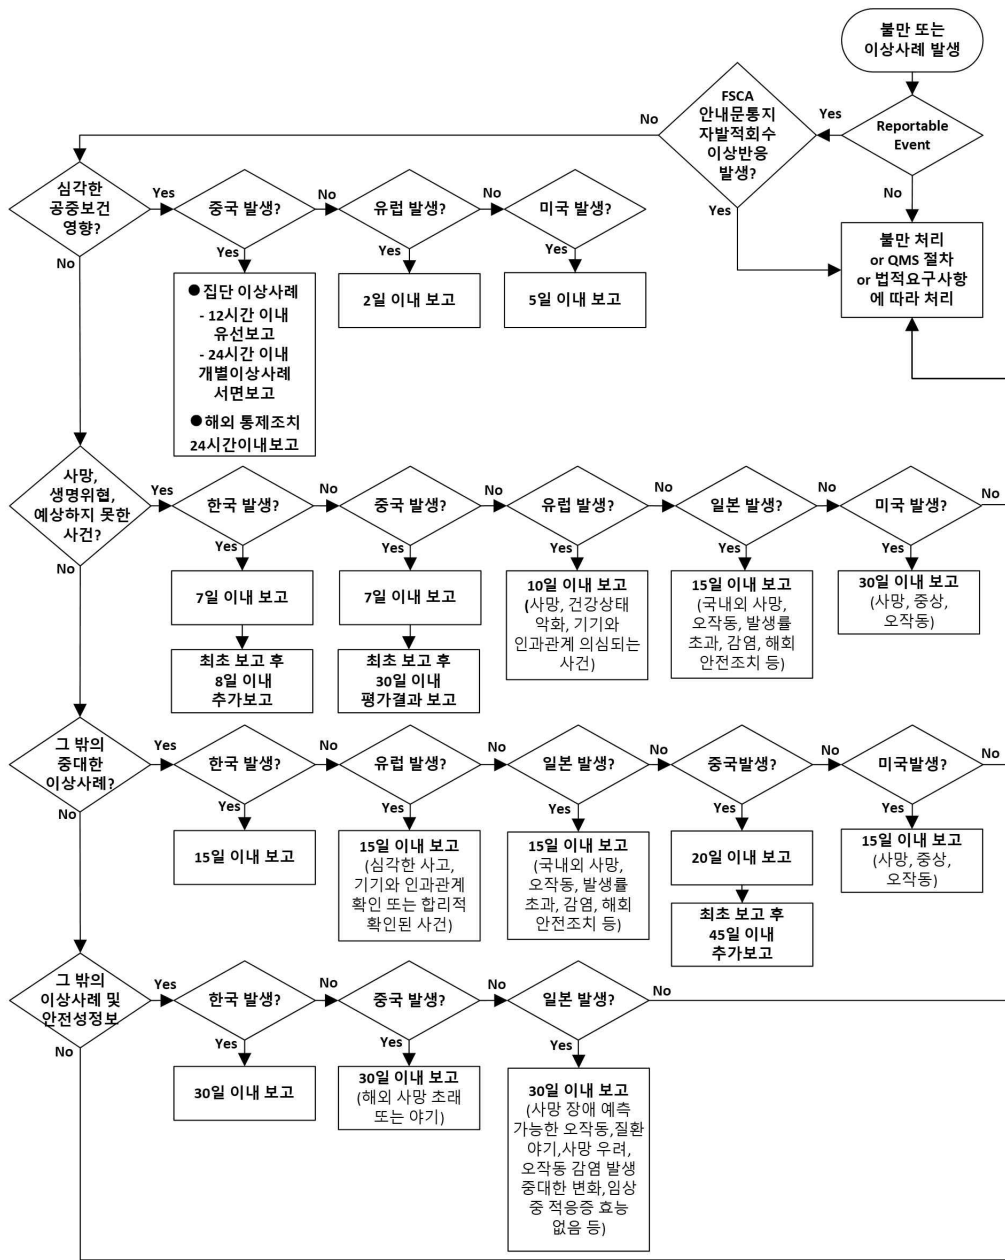 불만 또는
이상사례 발생
Reportable
Event
Yes
No
FSCA
안내문통지
자발적회수
이상반응
발생?
No
Yes
불만 처리
or QMS 절차
or 법적요구사항
에 따라 처리
심각한
공중보건
영향?
Yes
No
중국 발생?
No
Yes
유럽 발생?
No
Yes
미국 발생?
Yes
●집단 이상사례
- 12시간 이내
유선보고
- 24시간 이내
개별이상사례
서면보고
●해외 통제조치
24시간이내보고
2일 이내 보고
5일 이내 보고
사망,
생명위협,
예상하지 못한
사건?
Yes
No
한국 발생?
No
Yes
중국 발생?
No
Yes
유럽 발생?
No
Yes
일본 발생?
No
Yes
미국 발생?
No
Yes
7일 이내 보고
최초 보고 후
8일 이내
추가보고
7일 이내 보고
최초 보고 후
30일 이내
평가결과 보고
10일 이내 보고
(사망, 건강상태
악화, 기기와
인과관계 의심되는
사건)
15일 이내 보고
(국내외 사망,
오작동, 발생률
초과, 감염, 해회
안전조치 등)
30일 이내 보고
(사망, 중상,
오작동)
그 밖의
중대한
이상사례?
Yes
No
한국 발생?
No
Yes
유럽 발생?
No
Yes
일본 발생?
No
Yes
중국발생?
No
Yes
미국발생?
No
Yes
15일 이내 보고
15일 이내 보고
(심각한 사고,
기기와 인과관계
확인 또는 합리적
확인된 사건)
15일 이내 보고
(국내외 사망,
오작동, 발생률
초과, 감염, 해회
안전조치 등)
20일 이내 보고
최초 보고 후
45일 이내
추가보고
15일 이내 보고
(사망, 중상,
오작동)
그 밖의
이상사례 및
안전성정보
Yes
No
한국 발생?
No
Yes
중국 발생?
No
Yes
일본 발생?
No
Yes
30일 이내 보고
30일 이내 보고
(해외 사망 초래
또는 야기)
30일 이내 보고
(사망 장애 예측
가능한 오작동,질환
야기,사망 우려,
오작동 감염 발생
중대한 변화,임상
중 적응증 효능
없음 등)